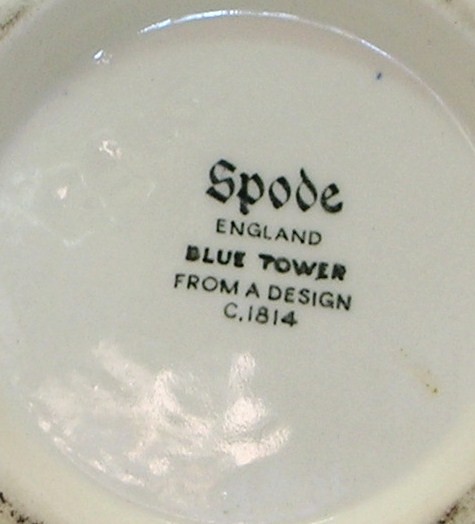 Spode
ENGLAND
BLUE TOWER
FROM A DESIGN
C.1814